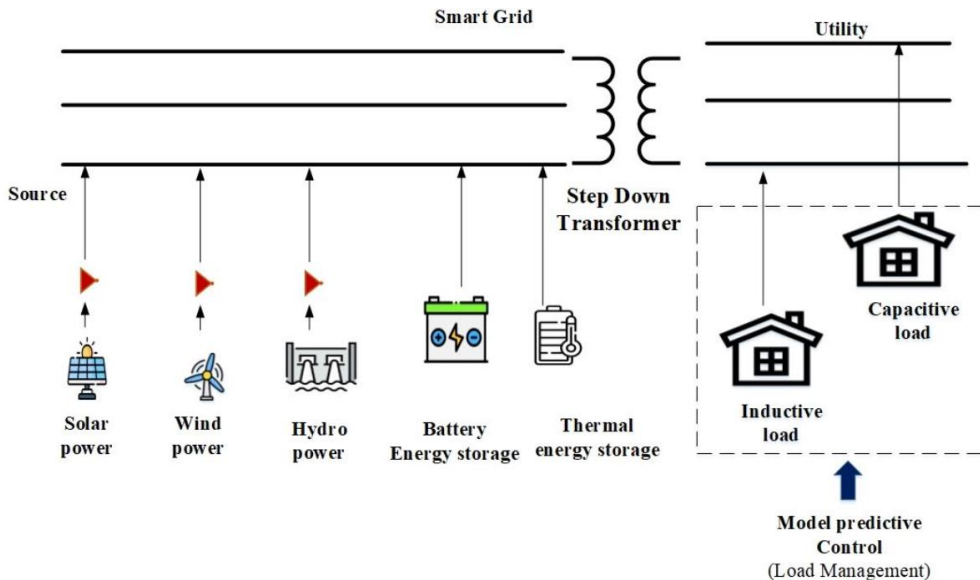 Smart Grid
Utility
Source
Step Down
Transformer
Capacitive
load
Solar
power
Wind
power
Hydro
power
Battery
Energy storage
Thermal
energy storage
Inductive
load
Model predictive
Control
(Load Management)